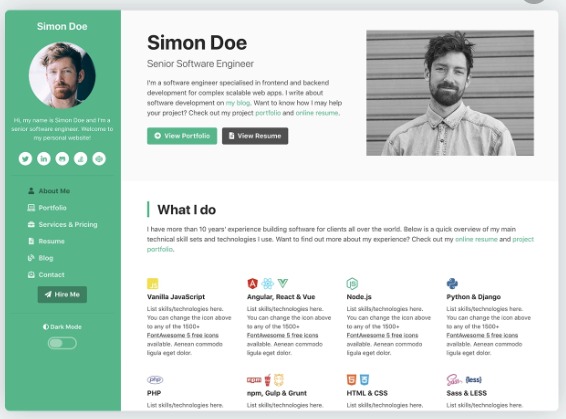 Simon Doe
Hi, my name is Simon Doe and I'm a
senior software engineer. Welcome to
my personal website!
About Me
Portfolio
Services & Pricing
Resume
Blog
Contact
Hire Me
Dark Mode
Simon Doe
Senior Software Engineer
I'm a software engineer specialised in frontend and backend
development for complex scalable web apps. I write about
software development on my blog. Want to know how I may help
your project? Check out my project portfolio and online resume.
View Portfolio
View Resume
What I do
I have more than 10 years' experience building software for clients all over the world. Below is a quick overview of my main
technical skill sets and technologies I use. Want to find out more about my experience? Check out my online resume and project
portfolio.
Vanilla JavaScript
List skills/technologies here.
You can change the icon above
to any of the 1500+
FontAwesome 5 free icons
available. Aenean commodo
ligula eget dolor.
Angular, React & Vue
List skills/technologies here.
You can change the icon above
to any of the 1500+
FontAwesome 5 free icons
available. Aenean commodo
ligula eget dolor.
Node.js
List skills/technologies here.
You can change the icon above
to any of the 1500+
FontAwesome 5 free icons
available. Aenean commodo
ligula eget dolor.
Python & Django
List skills/technologies here.
You can change the icon above
to any of the 1500+
FontAwesome 5 free icons
available. Aenean commodo
ligula eget dolor.
php
PHP
List skills/technologies here.
npm
npm, Gulp & Grunt
List skills/technologies here.
HTML & CSS
List skills/technologies here.
Sass {less}
Sass & LESS
List skills/technologies here.